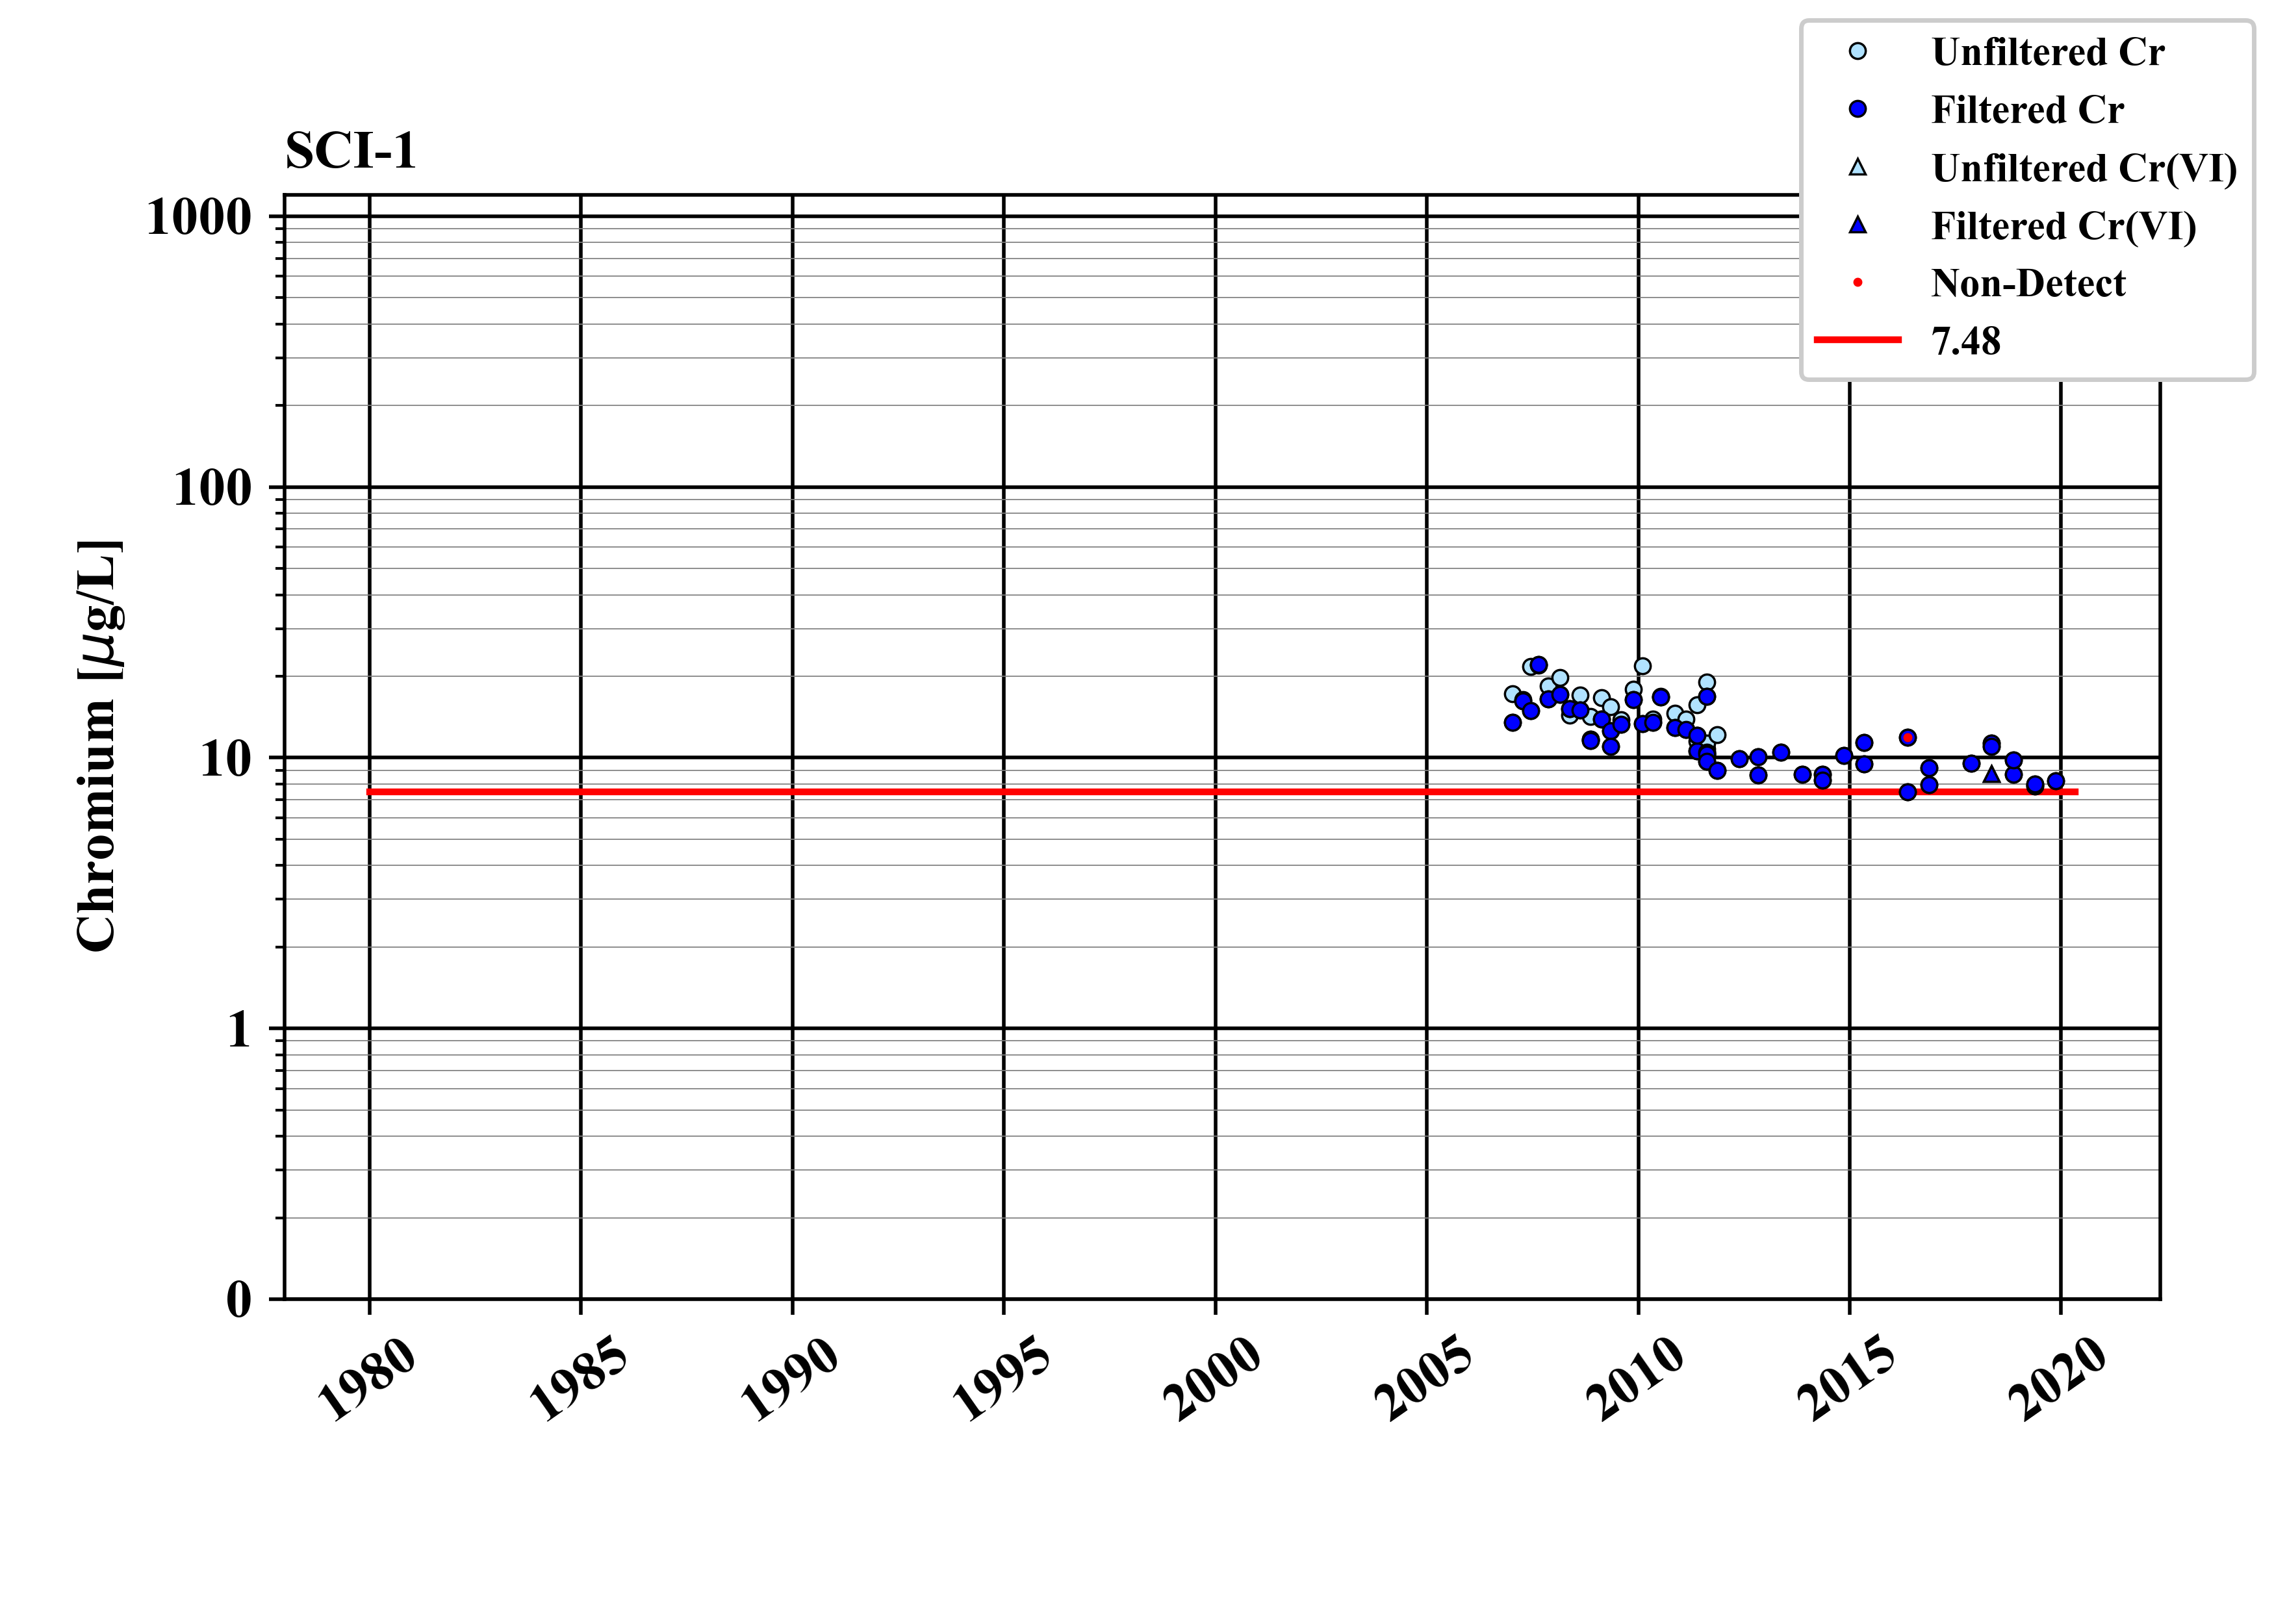 Unfiltered Cr
Filtered Cr
Unfiltered Cr(VI)
Filtered Cr(VI)
Non-Detect
7.48
SCI-1
1000
100
10
1
0
Chromium [μg/L]
1980
1985
1990
1995
2000
2005
2010
2015
2020